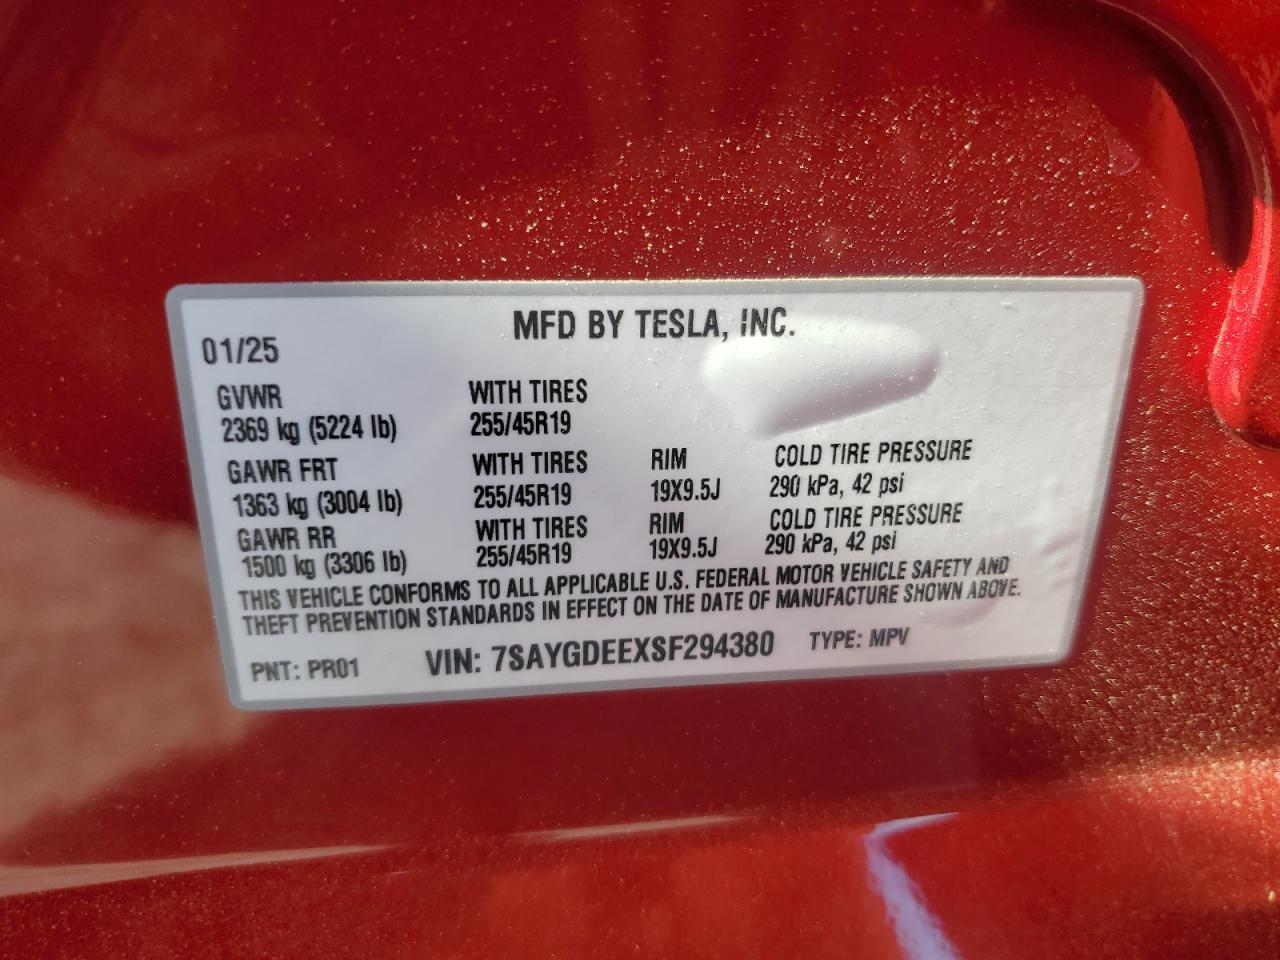 MFD BY TESLA, INC.
01/25
GVWR WITH TIRES
2369 kg (5224 lb) 255/45R19
GAWR FRT WITH TIRES RIM COLD TIRE PRESSURE
1363 kg (3004 lb) 255/45R19 19X9.5J 290 kPa, 42 psi
GAWR RR WITH TIRES RIM COLD TIRE PRESSURE
1500 kg (3306 lb) 255/45R19 19X9.5J 290 kPa, 42 psi
THIS VEHICLE CONFORMS TO ALL APPLICABLE U.S. FEDERAL MOTOR VEHICLE SAFETY AND
THEFT PREVENTION STANDARDS IN EFFECT ON THE DATE OF MANUFACTURE SHOWN ABOVE.
PNT: PR01 VIN: 7SAYGDEEXSF294380 TYPE: MPV